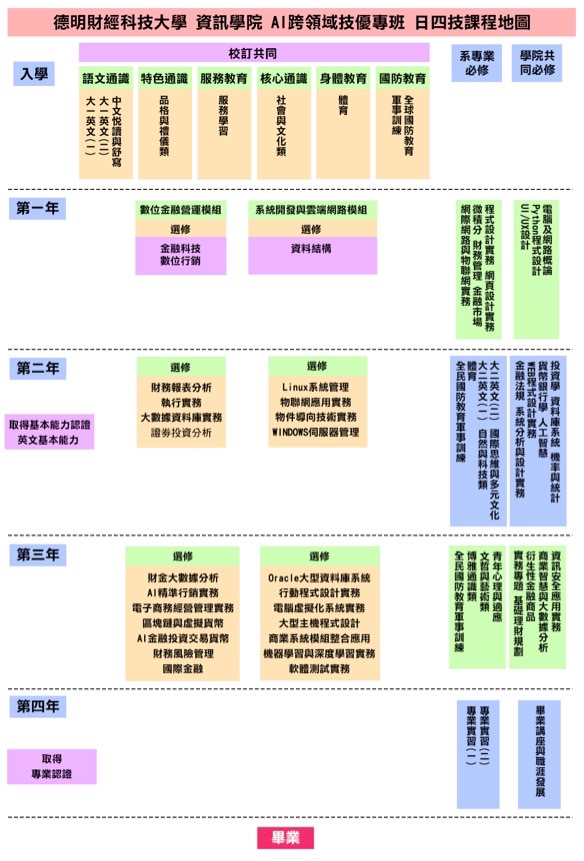 德明財經科技大學 資訊學院 AI跨領域技優專班 日四技課程地圖
入學
校訂共同
語文通識
特色通識
服務教育
核心通識
身體教育
國防教育
系專業
必修
學院共
同必修
中文悅讀與舒寫
大一英文(二)
大一英文(一)
品格與禮儀類
服務學習
社會與文化類
體育
全球國防教育
軍事訓練
第一年
數位金融營運模組
選修
金融科技
數位行銷
系統開發與雲端網路模組
選修
資料結構
程式設計實務 網頁設計實務
微積分 財務管理 金融市場
網際網路與物聯網實務
電腦及網路概論
Python程式設計
Ui/UX設計
第二年
取得基本能力認證
英文基本能力
選修
財務報表分析
執行實務
大數據資料庫實務
證券投資分析
選修
Linux系統管理
物聯網應用實務
物件導向技術實務
WINDOWS伺服器管理
大二英文(二) 國際思維與多元文化
大二英文(一) 自然與科技類
體育
全民國防教育軍事訓練
投資學 資料庫系統 機率與統計
貨幣銀行學 人工智慧
WEB程式設計實務
金融法規 系統分析與設計實務
第三年
選修
財金大數據分析
AI精準行銷實務
電子商務經營管理實務
區塊鏈與虛擬貨幣
AI金融投資交易貨幣
財務風險管理
國際金融
選修
Oracle大型資料庫系統
行動程式設計實務
電腦虛擬化系統實務
大型主機程式設計
商業系統模組整合應用
機器學習與深度學習實務
軟體測試實務
青年心理與適應
文哲與藝術類
博雅通識類
全民國防教育軍事訓練
資訊安全應用實務
商業智慧與大數據分析
衍生性金融商品
實務專題 基礎理財規劃
第四年
取得
專業認證
專業實習(二)
專業實習(一)
畢業講座與職涯發展
畢業